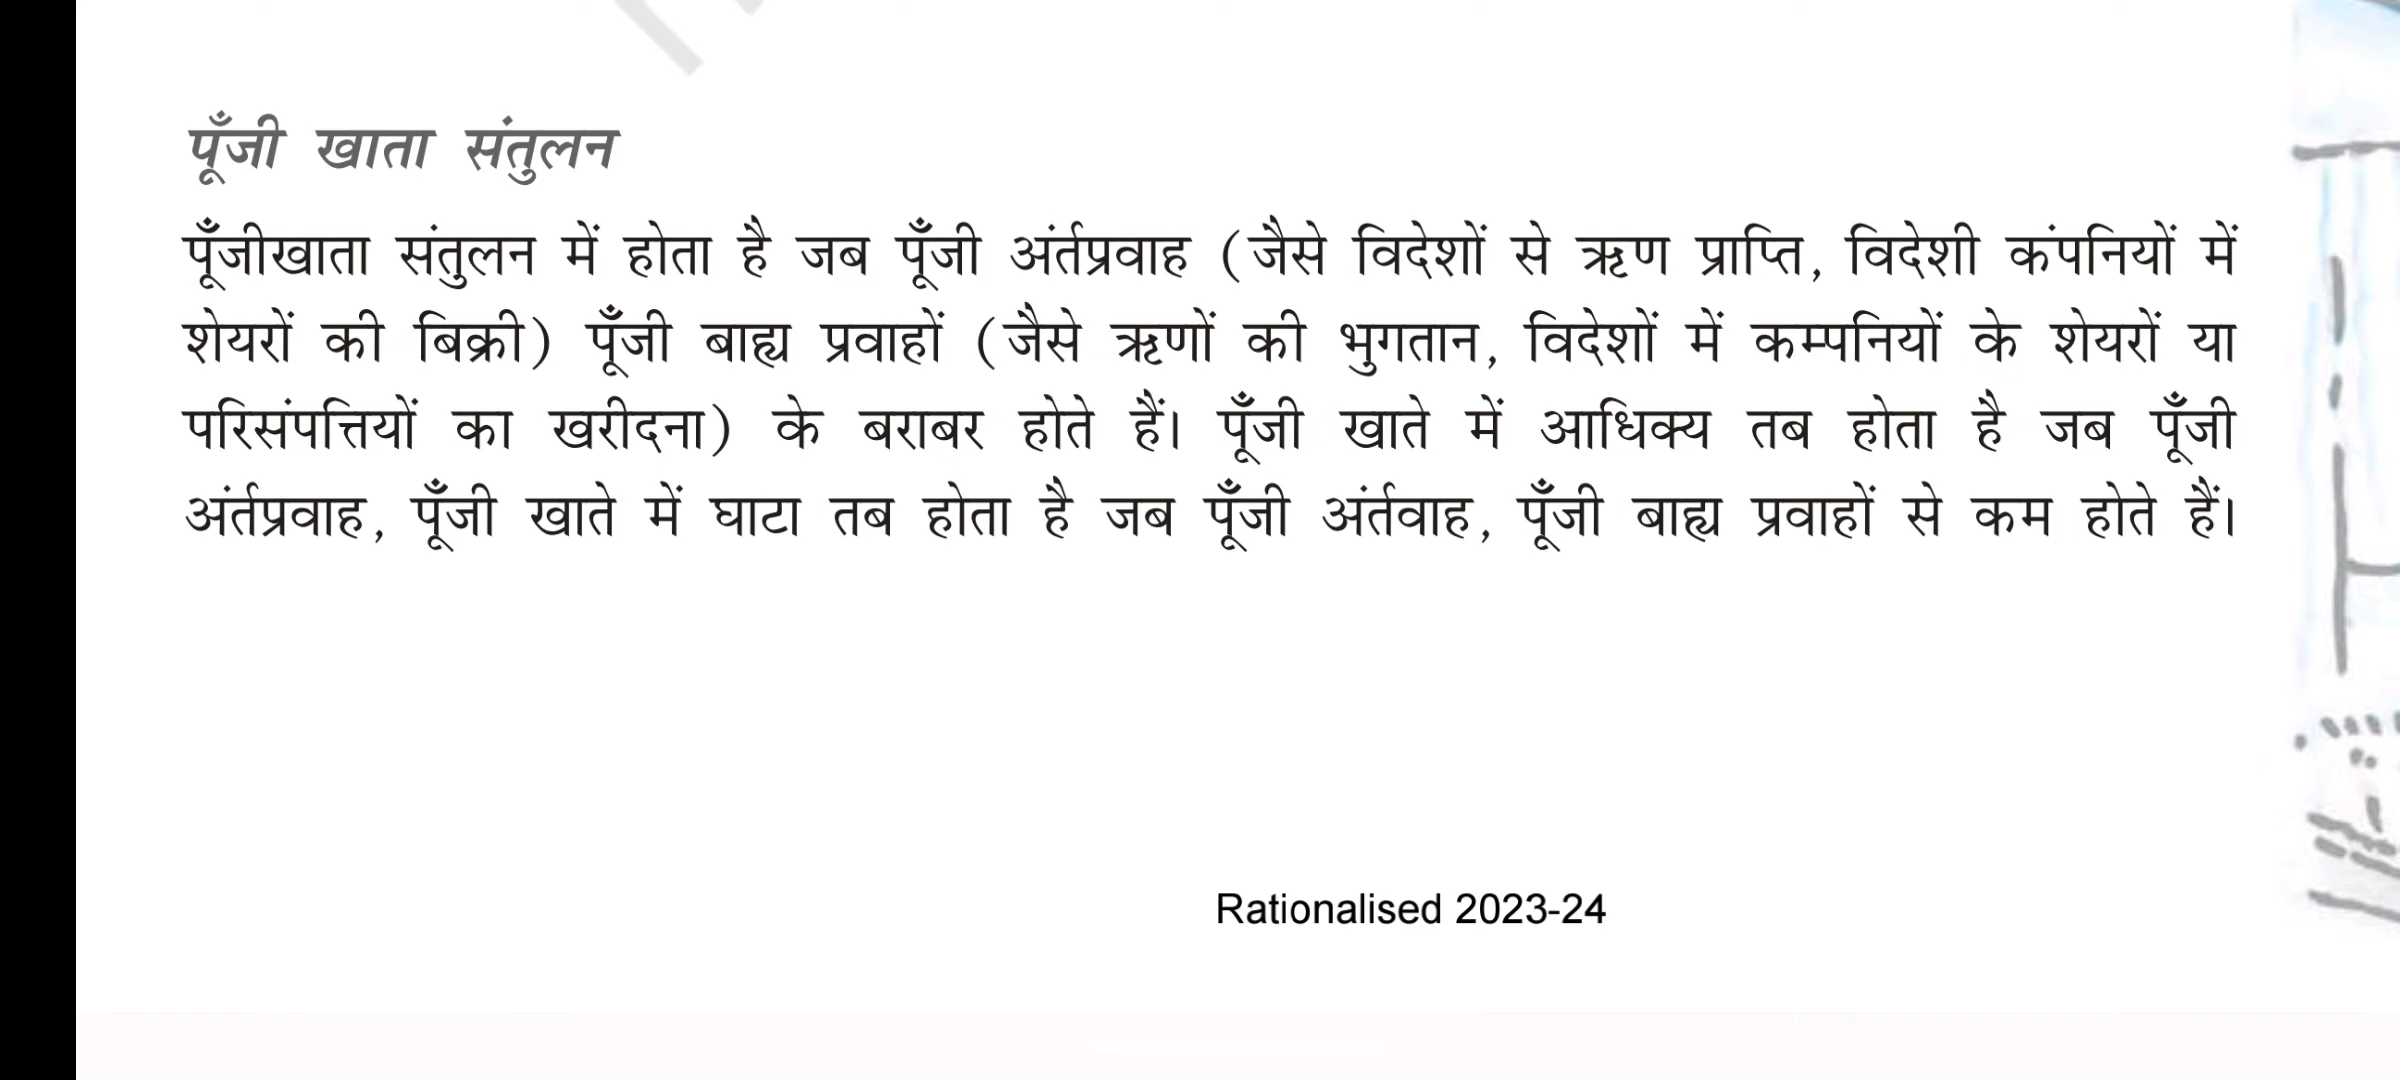 पूँजी खाता संतुलन
पूँजीखाता संतुलन में होता है जब पूँजी अंर्तप्रवाह (जैसे विदेशों से ऋण प्राप्ति, विदेशी कंपनियों में
शेयरों की बिक्री) पूँजी बाह्य प्रवाहों (जैसे ऋणों की भुगतान, विदेशों में कम्पनियों के शेयरों या
परिसंपत्तियों का खरीदना) के बराबर होते हैं। पूँजी खाते में आधिक्य तब होता है जब पूँजी
अंर्तप्रवाह, पूँजी खाते में घाटा तब होता है जब पूँजी अंर्तवाह, पूँजी बाह्य प्रवाहों से कम होते हैं।
Rationalised 2023-24